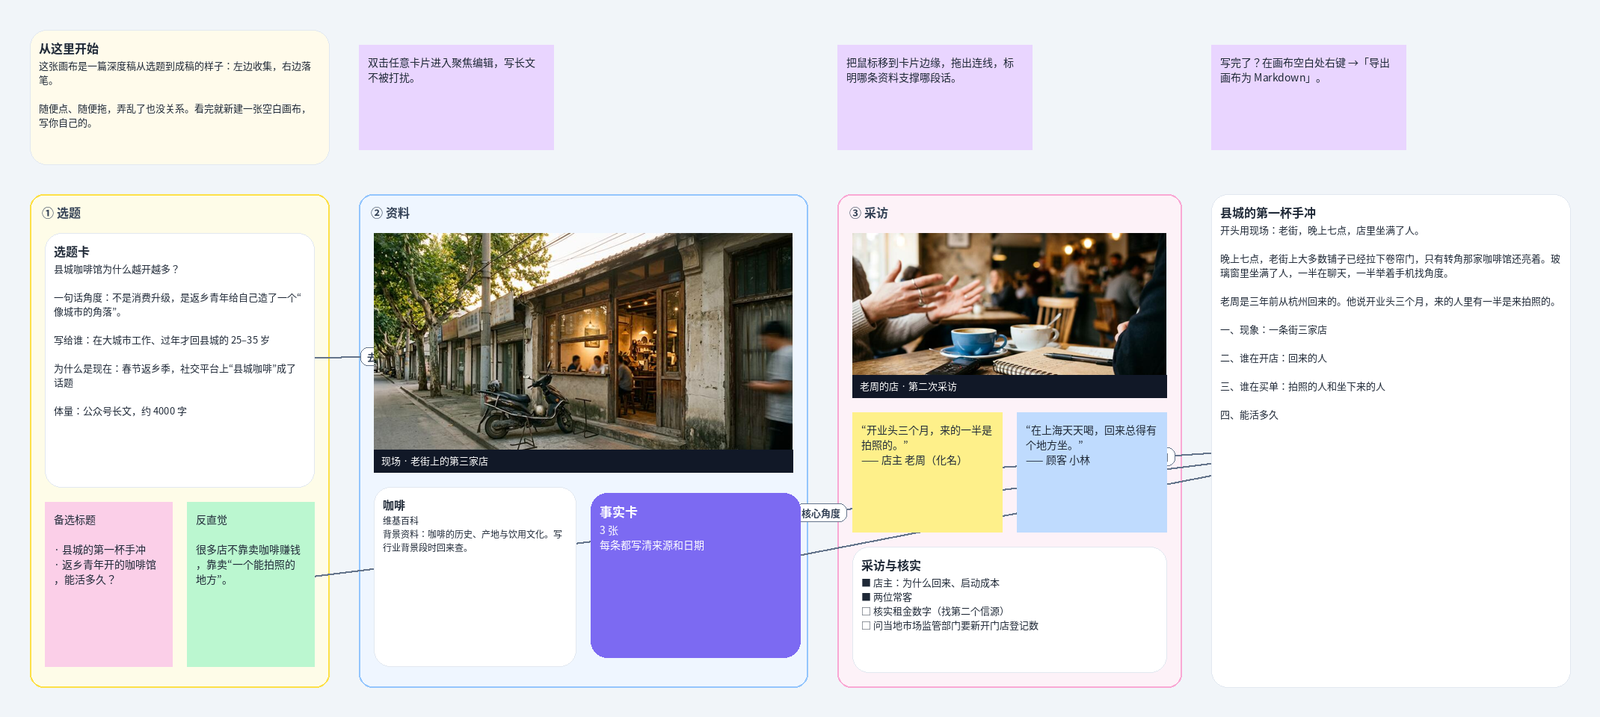 从这里开始
这张画布是一篇深度稿从选题到成稿的样子：左边收集，右边落
笔。
随便点、随便拖，弄乱了也没关系。看完就新建一张空白画布，
写你自己的。
双击任意卡片进入聚焦编辑，写长文
不被打扰。
把鼠标移到卡片边缘，拖出连线，标
明哪条资料支撑哪段话。
写完了？在画布空白处右键 →「导出
画布为 Markdown」。
① 选题
选题卡
县城咖啡馆为什么越开越多？
一句话角度：不是消费升级，是返乡青年给自己造了一个“
像城市的角落”。
写给谁：在大城市工作、过年才回县城的 25–35 岁
为什么是现在：春节返乡季，社交平台上“县城咖啡”成了
话题
体量：公众号长文，约 4000 字
备选标题
· 县城的第一杯手冲
· 返乡青年开的咖啡馆
，能活多久？
反直觉
很多店不靠卖咖啡赚钱
，靠卖“一个能拍照的
地方”。
② 资料
现场 · 老街上的第三家店
咖啡
维基百科
背景资料：咖啡的历史、产地与饮用文化。写
行业背景段时回来查。
事实卡
3 张
每条都写清来源和日期
核心角度
③ 采访
老周的店 · 第二次采访
“开业头三个月，来的一半是
拍照的。”
—— 店主 老周（化名）
“在上海天天喝，回来总得有
个地方坐。”
—— 顾客 小林
采访与核实
■ 店主：为什么回来、启动成本
■ 两位常客
□ 核实租金数字（找第二个信源）
□ 问当地市场监管部门要新开门店登记数
县城的第一杯手冲
开头用现场：老街，晚上七点，店里坐满了人。
晚上七点，老街上大多数铺子已经拉下卷帘门，只有转角那家咖啡馆还亮着。玻
璃窗里坐满了人，一半在聊天，一半举着手机找角度。
老周是三年前从杭州回来的。他说开业头三个月，来的人里有一半是来拍照的。
一、现象：一条街三家店
二、谁在开店：回来的人
三、谁在买单：拍照的人和坐下来的人
四、能活多久